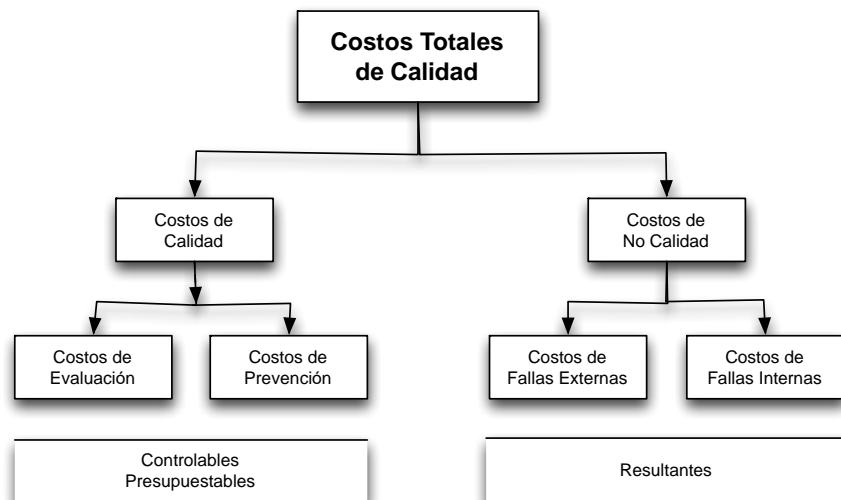 Costos Totales
de Calidad
Costos de
Calidad
Costos de
No Calidad
Costos de
Evaluación
Costos de
Prevención
Costos de
Fallas Externas
Costos de
Fallas Internas
Controlables
Presupuestables
Resultantes